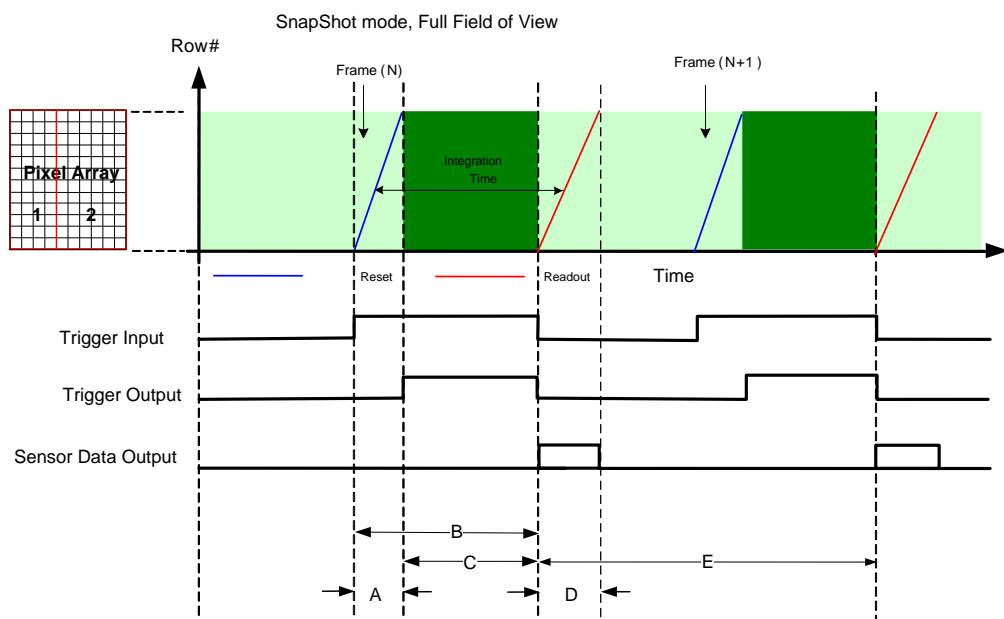 SnapShot mode, Full Field of View
Row#
Frame (N)
Frame (N+1)
Integration
Time
Pixel Array
1 2
Reset
Readout
Time
Trigger Input
Trigger Output
Sensor Data Output
B
C
E
A
D